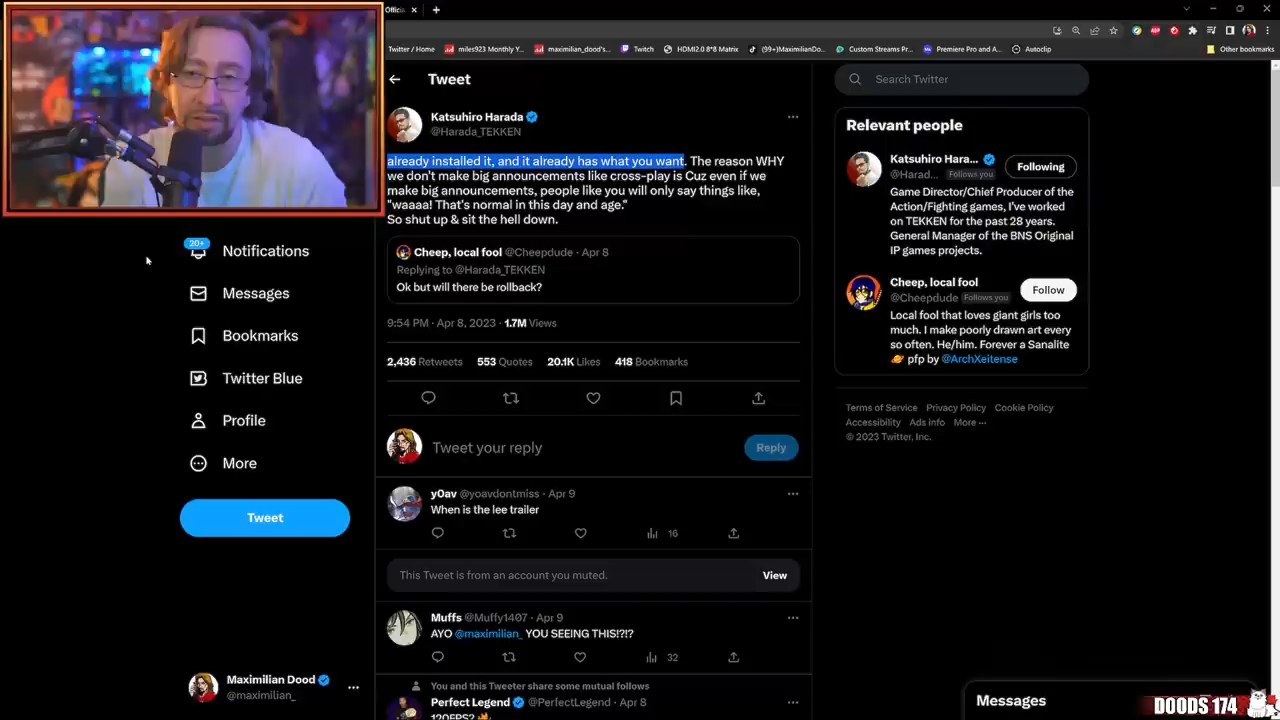 Officia
Twitter / Home
miles923 Monthly Y...
maximilian_dood's...
Twitch
HDMI2.0 8*8 Matrix
(99+)MaximilianDo...
Custom Streams Pr...
Premiere Pro and A...
Autoclip
Other bookmarks
Tweet
Katsuhiro Harada
@Harada_TEKKEN
already installed it, and it already has what you want. The reason WHY
we don't make big announcements like cross-play is Cuz even if we
make big announcements, people like you will only say things like,
"waaa! That's normal in this day and age."
So shut up & sit the hell down.
Cheep, local fool @Cheepdude · Apr 8
Replying to @Harada_TEKKEN
Ok but will there be rollback?
9:54 PM · Apr 8, 2023 · 1.7M Views
2,436 Retweets 553 Quotes 20.1K Likes 418 Bookmarks
Tweet your reply
Reply
y0av @yoavdontmiss · Apr 9
When is the lee trailer
16
This Tweet is from an account you muted.
View
Muffs @Muffy1407 · Apr 9
AYO @maximilian_ YOU SEEING THIS!?!?
32
You and this Tweeter share some mutual follows
Perfect Legend @PerfectLegend · Apr 8
120FPS?
20+
Notifications
Messages
Bookmarks
Twitter Blue
Profile
More
Tweet
Maximilian Dood
@maximilian_
Search Twitter
Relevant people
Katsuhiro Hara...
@Harad... Follows you
Following
Game Director/Chief Producer of the
Action/Fighting games, I've worked
on TEKKEN for the past 28 years.
General Manager of the BNS Original
IP games projects.
Cheep, local fool
@Cheepdude Follows you
Follow
Local fool that loves giant girls too
much. I make poorly drawn art every
so often. He/him. Forever a Sanalite
pfp by @ArchXeitense
Terms of Service Privacy Policy Cookie Policy
Accessibility Ads info More ···
© 2023 Twitter, Inc.
Messages
DOODS 174